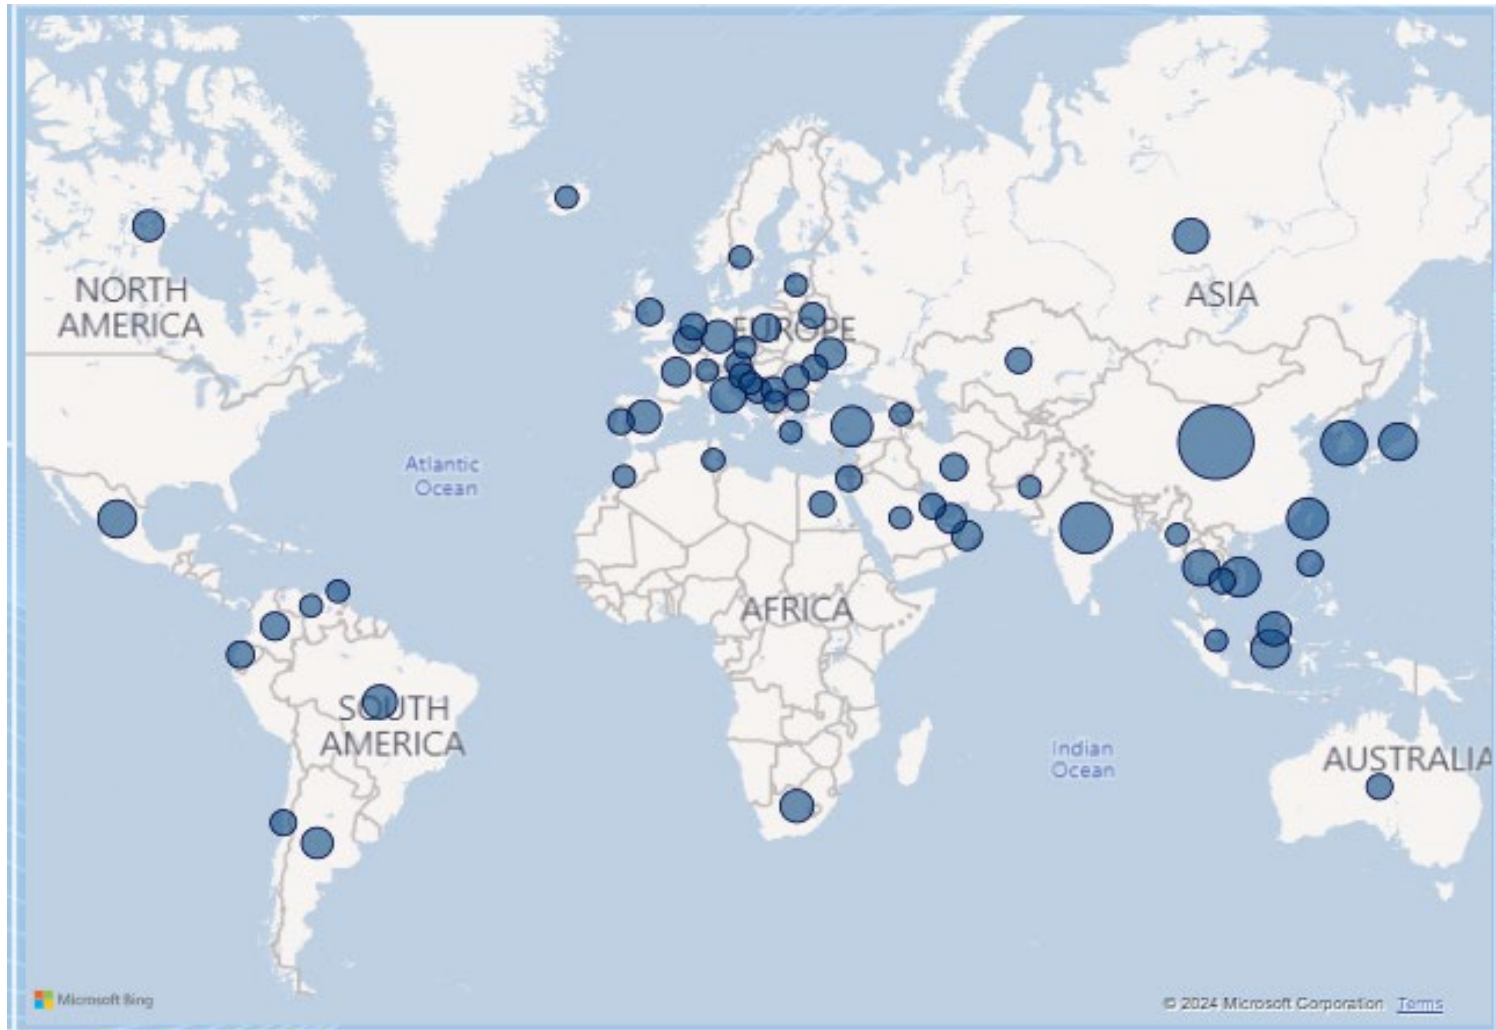 NORTH
AMERICA
ASIA
EUROPE
Atlantic
Ocean
AFRICA
SOUTH
AMERICA
Indian
Ocean
AUSTRALIA
Microsoft Bing
© 2024 Microsoft Corporation Terms